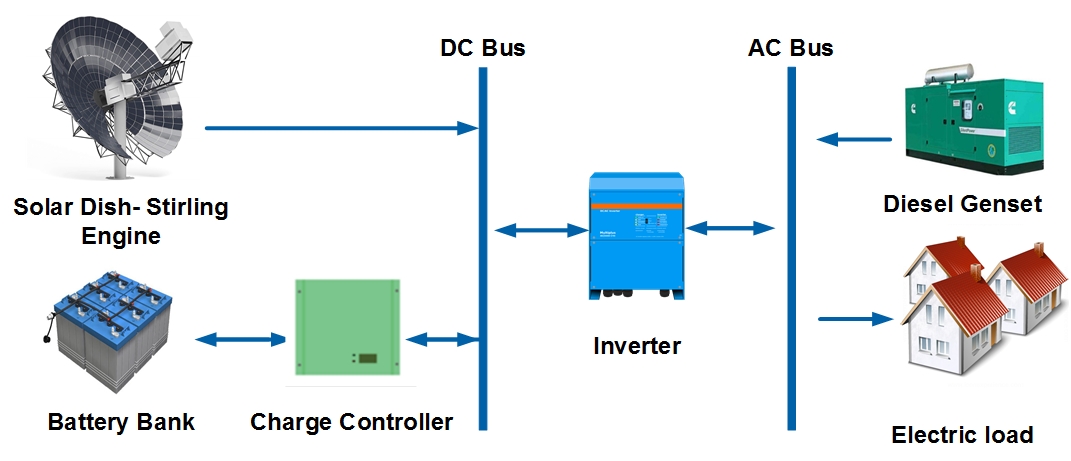 DC Bus
AC Bus
Solar Dish- Stirling
Engine
Diesel Genset
Inverter
Battery Bank
Charge Controller
Electric load